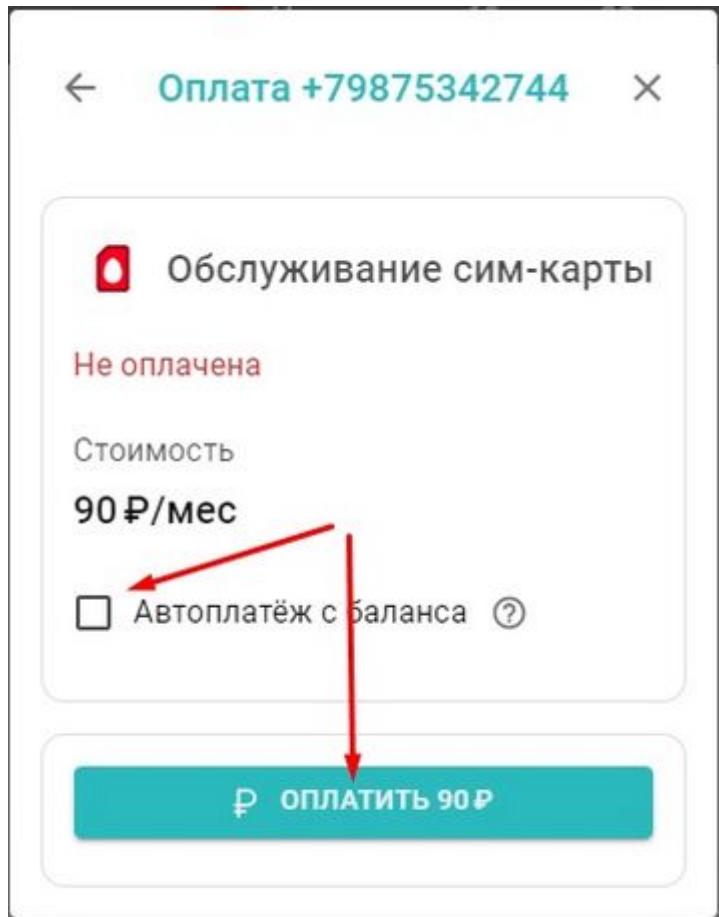 Оплата +79875342744
Обслуживание сим-карты
Не оплачена
Стоимость
90 ₽/мес
Автоплатёж с баланса
₽ ОПЛАТИТЬ 90 ₽